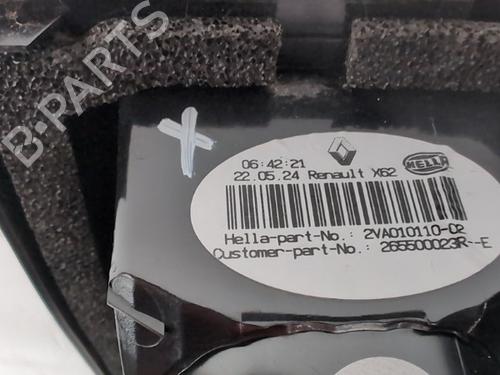 B-PARTS
06:42:21
22.05.24 Renault X62
HELLA
Hella-part-No.: 2VA010110-02
Customer-part-No.: 265500023R--E